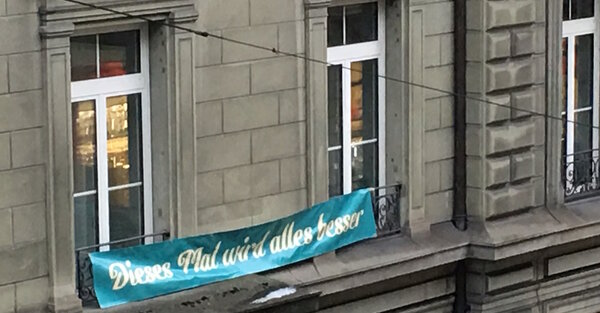 Dieses Mal wird alles besser